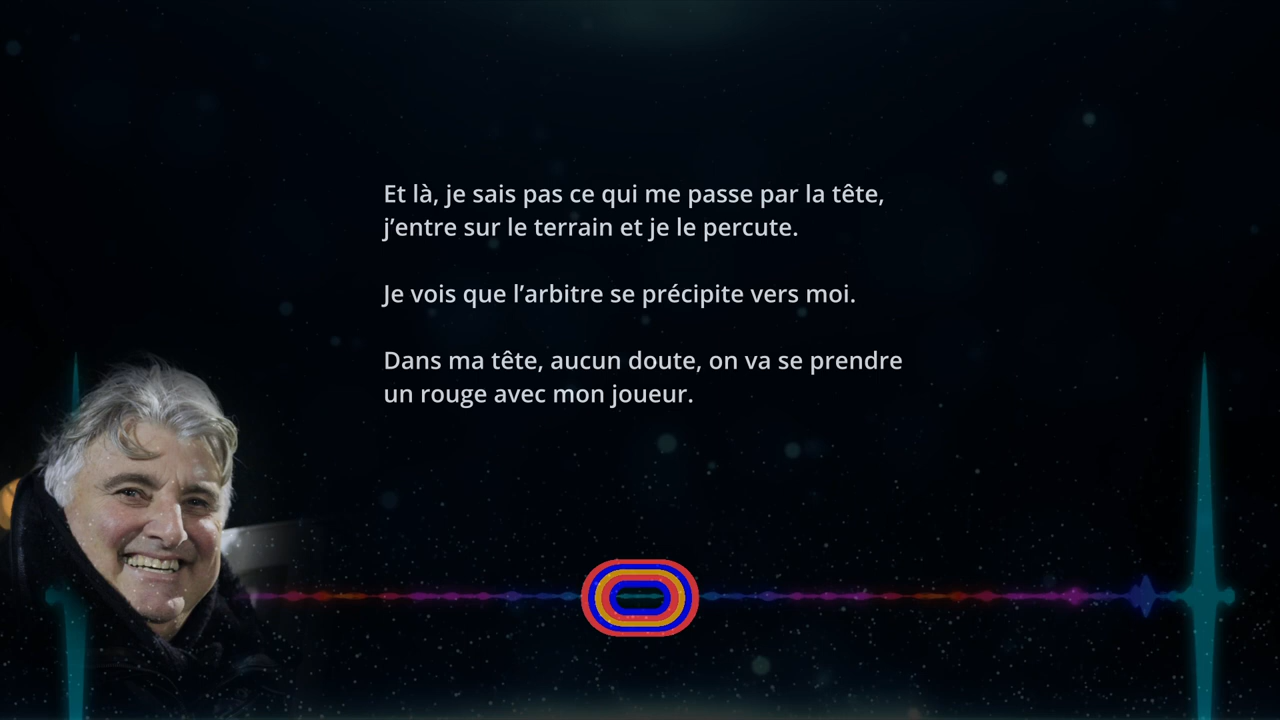 Et là, je sais pas ce qui me passe par la tête,
j’entre sur le terrain et je le percute.
Je vois que l’arbitre se précipite vers moi.
Dans ma tête, aucun doute, on va se prendre
un rouge avec mon joueur.